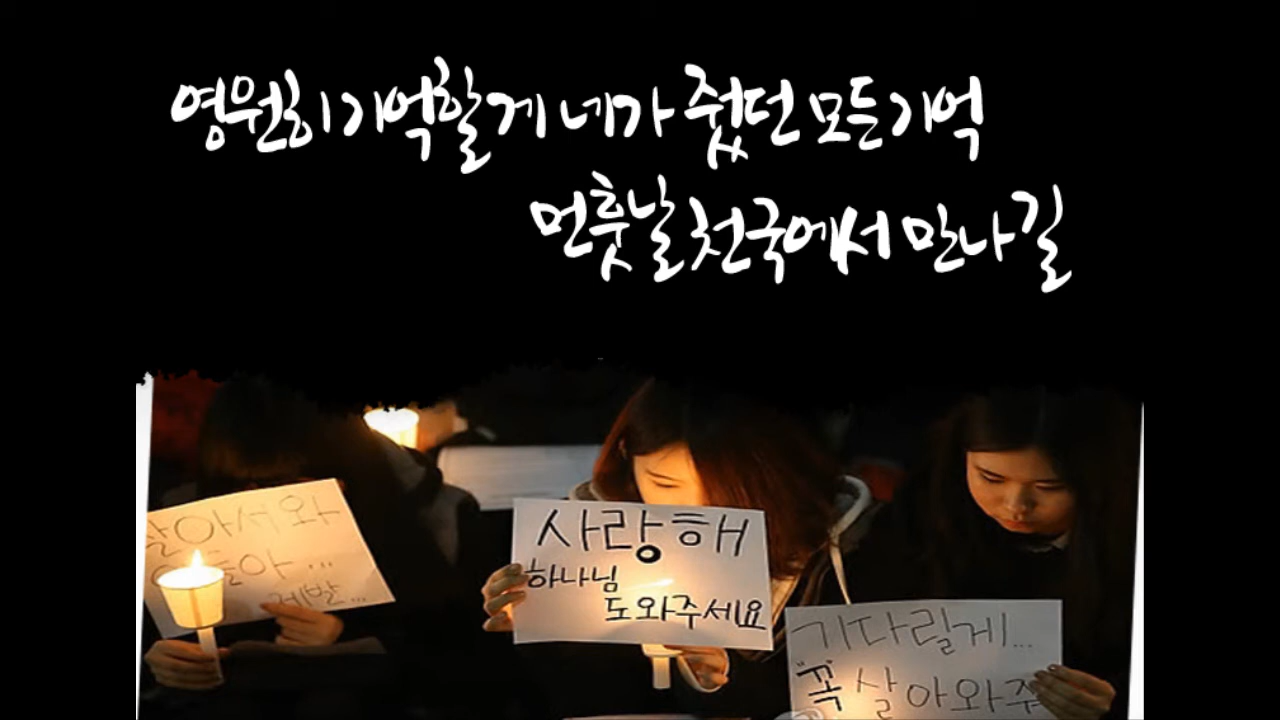 영원히 기억할게 네가 줬던 모든 기억
먼훗날 천국에서 만나길
살아서와
돌아...
제발...
사랑해
하나님
도와주세요
기다릴게...
"꼭 살아와줘